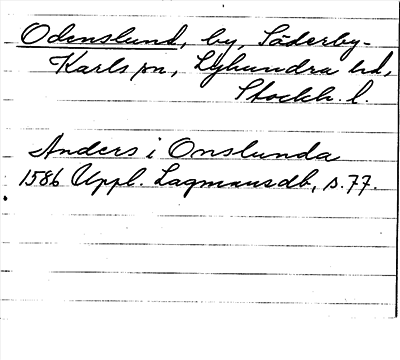 Odenslund, by, Söderby-
Karls sn, Lyhundra hd,
Stockh. l.
Anders i Onslunda
1586 Uppl. Lagmansdb, s. 77.